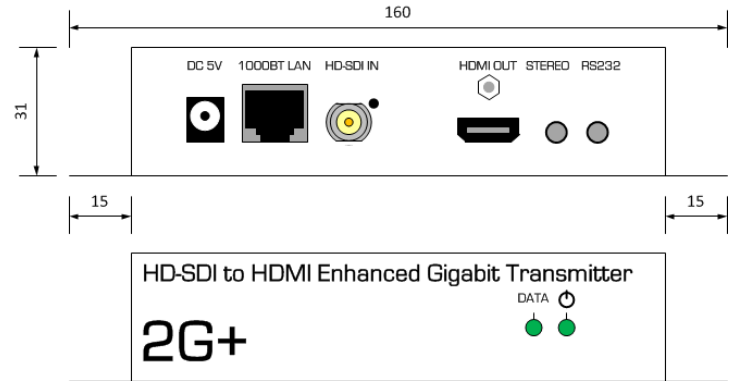 160
DC 5V 1000BT LAN HD-SDI IN HDMI OUT STEREO RS232
31
15 15
HD-SDI to HDMI Enhanced Gigabit Transmitter
DATA
2G+